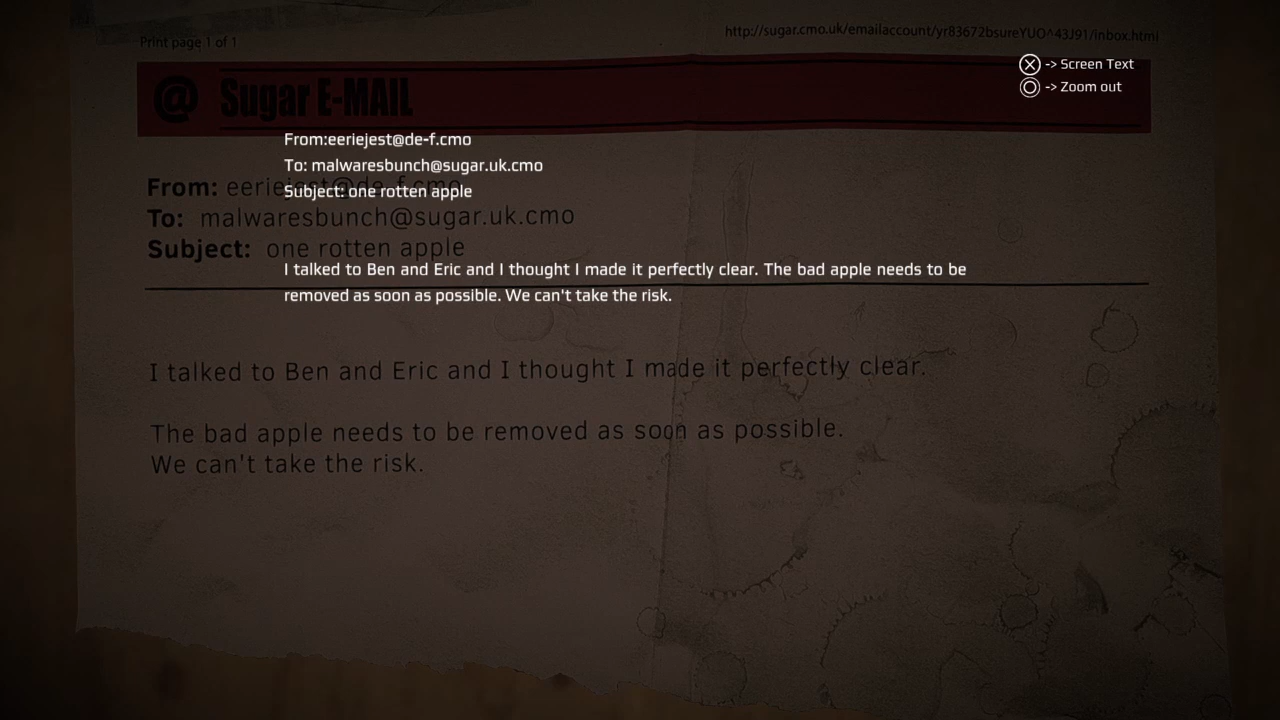 Print page 1 of 1
http://sugar.cmo.uk/emailaccount/yr83672bsureYUO^43J91/inbox.html
-> Screen Text
-> Zoom out
@ Sugar E-MAIL
From:eeriejest@de-f.cmo
To: malwaresbunch@sugar.uk.cmo
Subject: one rotten apple
I talked to Ben and Eric and I thought I made it perfectly clear. The bad apple needs to be
removed as soon as possible. We can't take the risk.
From: eeriejest@de-f.cmo
To: malwaresbunch@sugar.uk.cmo
Subject: one rotten apple
I talked to Ben and Eric and I thought I made it perfectly clear.
The bad apple needs to be removed as soon as possible.
We can't take the risk.